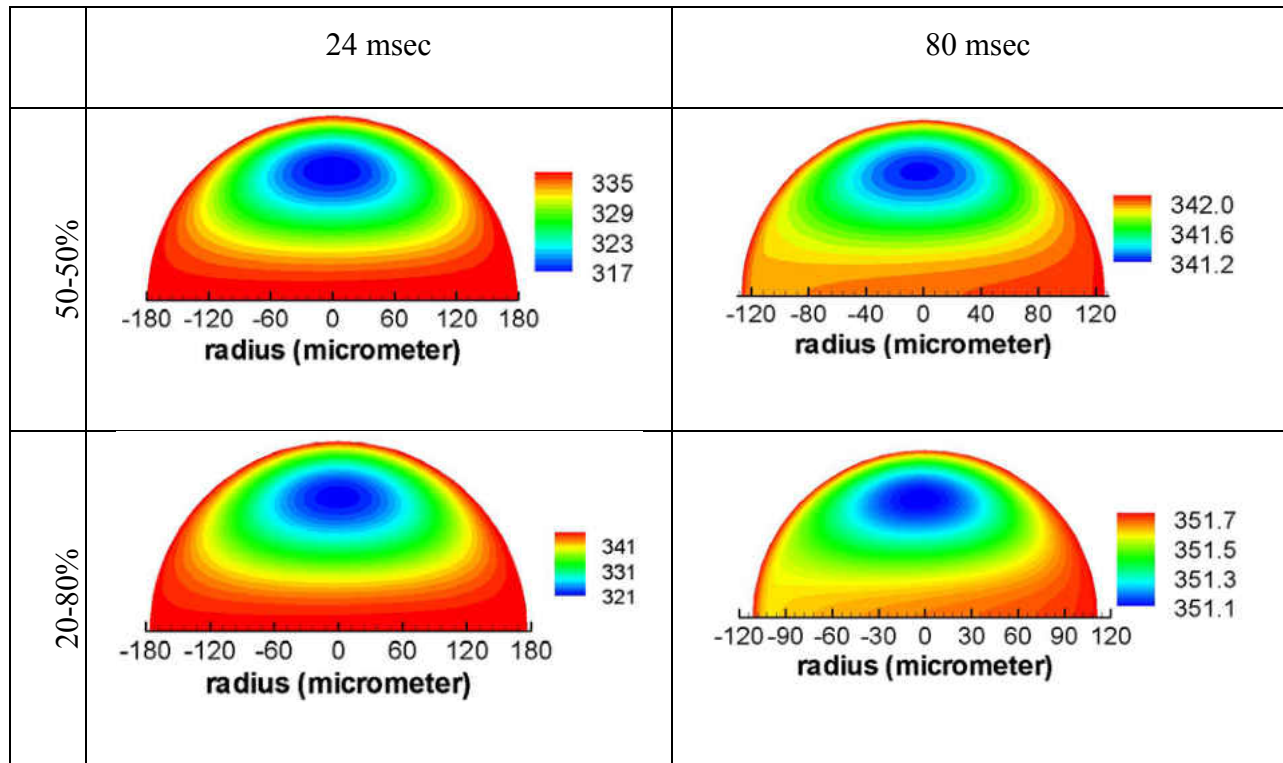 24 msec
80 msec
50-50%
335
329
323
317
-180 -120 -60 0 60 120 180
radius (micrometer)
342.0
341.6
341.2
-120 -80 -40 0 40 80 120
radius (micrometer)
20-80%
341
331
321
-180 -120 -60 0 60 120 180
radius (micrometer)
351.7
351.5
351.3
351.1
-120 -90 -60 -30 0 30 60 90 120
radius (micrometer)